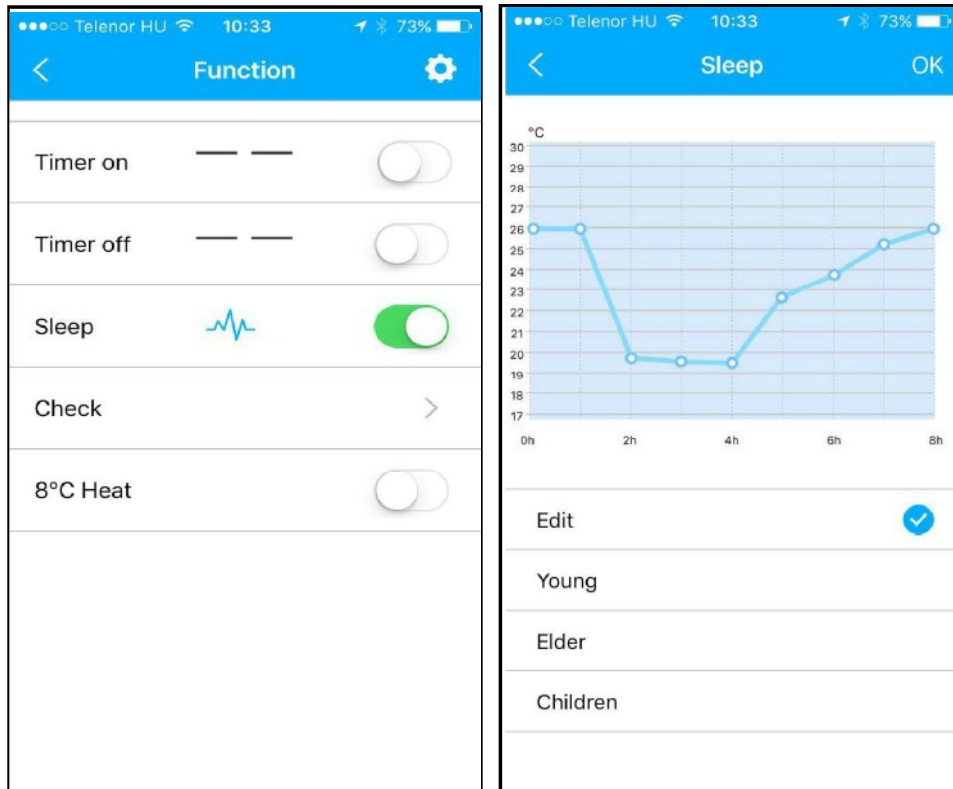 Telenor HU 10:33 73%
Function
Timer on
Timer off
Sleep
Check
8°C Heat
Telenor HU 10:33 73%
Sleep OK
°C
30
29
28
27
26
25
24
23
22
21
20
19
18
17
0h 2h 4h 6h 8h
Edit
Young
Elder
Children